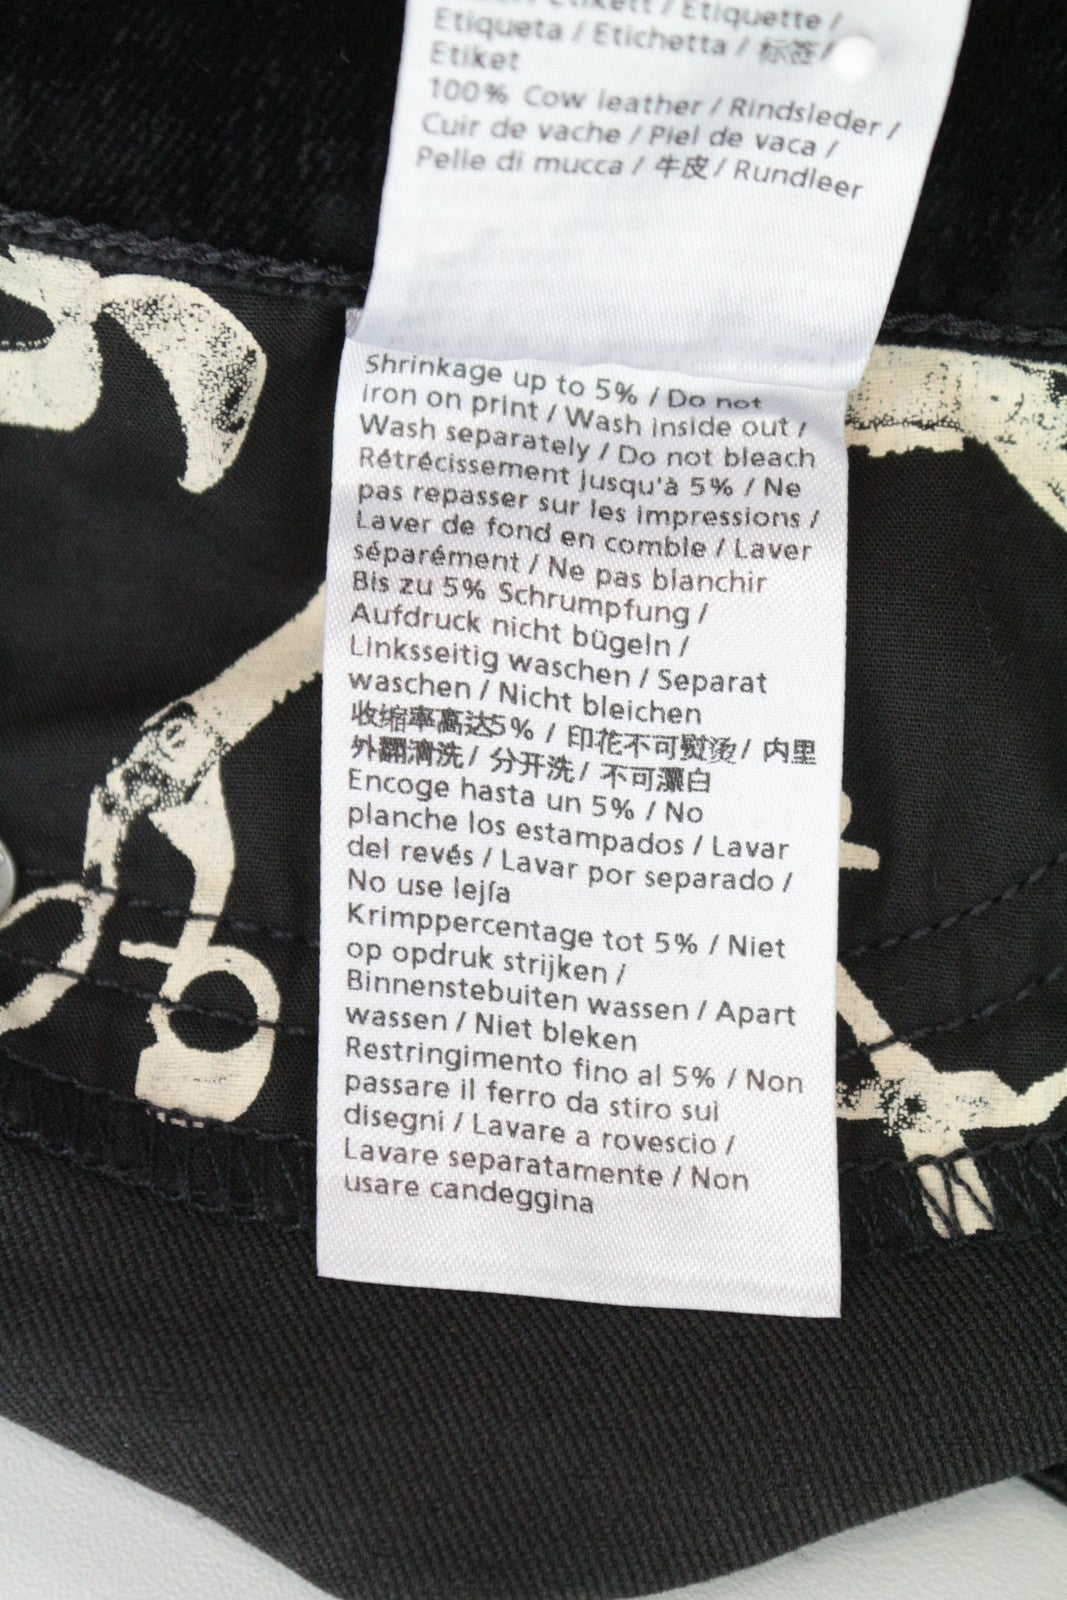 Etikett / Etiquette /
Etiqueta / Etichetta / 标签/
Etiket
100% Cow leather / Rindsleder /
Cuir de vache / Piel de vaca /
Pelle di mucca / 牛皮 / Rundleer
Shrinkage up to 5% / Do not
iron on print / Wash inside out /
Wash separately / Do not bleach
Rétrécissement jusqu'à 5% / Ne
pas repasser sur les impressions /
Laver de fond en comble / Laver
séparément / Ne pas blanchir
Bis zu 5% Schrumpfung /
Aufdruck nicht bügeln /
Linksseitig waschen / Separat
waschen / Nicht bleichen
收缩率高达5% / 印花不可熨烫 / 内里
外翻清洗 / 分开洗 / 不可漂白
Encoge hasta un 5% / No
planche los estampados / Lavar
del revés / Lavar por separado /
No use lejía
Krimppercentage tot 5% / Niet
op opdruk strijken /
Binnenstebuiten wassen / Apart
wassen / Niet bleken
Restringimento fino al 5% / Non
passare il ferro da stiro sui
disegni / Lavare a rovescio /
Lavare separatamente / Non
usare candeggina